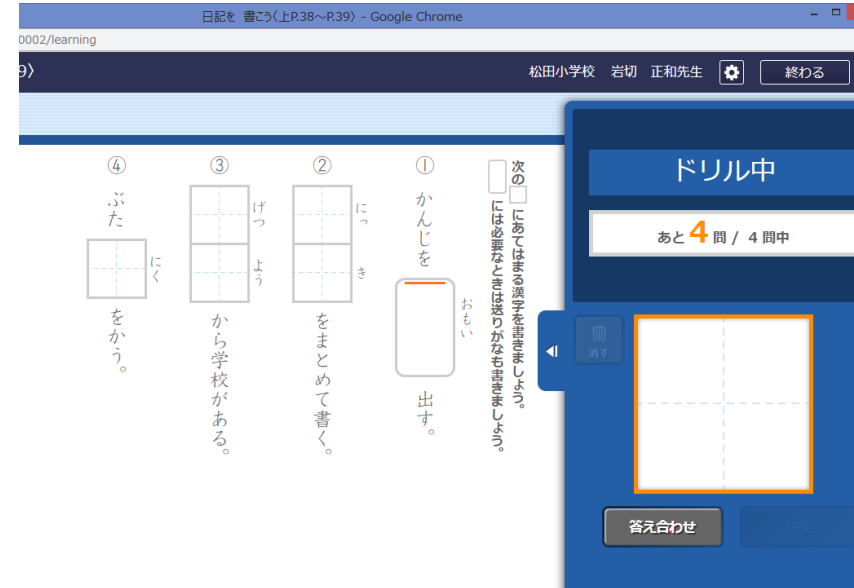 日記を 書こう〈上P.38～P.39〉 - Google Chrome
0002/learning
9〉
松田小学校 岩切 正和先生 終わる
次の□にあてはまる漢字を書きましょう。
には必要なときは送りがなも書きましょう。
① かんじを おもい 出す。
② にっ き をまとめて書く。
③ げつ よう から学校がある。
④ ぶた にく をかう。
ドリル中
あと4問 / 4問中
消す
答え合わせ
決定